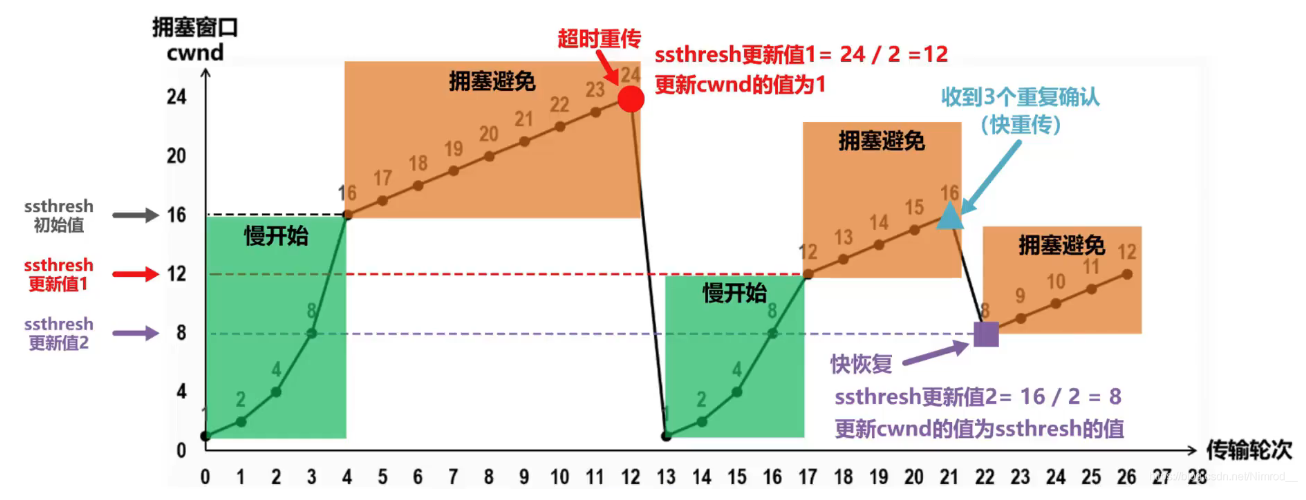 拥塞窗口
cwnd
超时重传
ssthresh更新值1= 24 / 2 =12
更新cwnd的值为1
收到3个重复确认
（快重传）
拥塞避免
拥塞避免
拥塞避免
慢开始
慢开始
ssthresh
初始值
ssthresh
更新值1
ssthresh
更新值2
24
20
16
12
8
4
0
1
2
4
8
16
17
18
19
20
21
22
23
24
1
2
4
8
12
13
14
15
16
8
9
10
11
12
快恢复
ssthresh更新值2= 16 / 2 = 8
更新cwnd的值为ssthresh的值
传输轮次
0 1 2 3 4 5 6 7 8 9 10 11 12 13 14 15 16 17 18 19 20 21 22 23 24 25 26 27 28